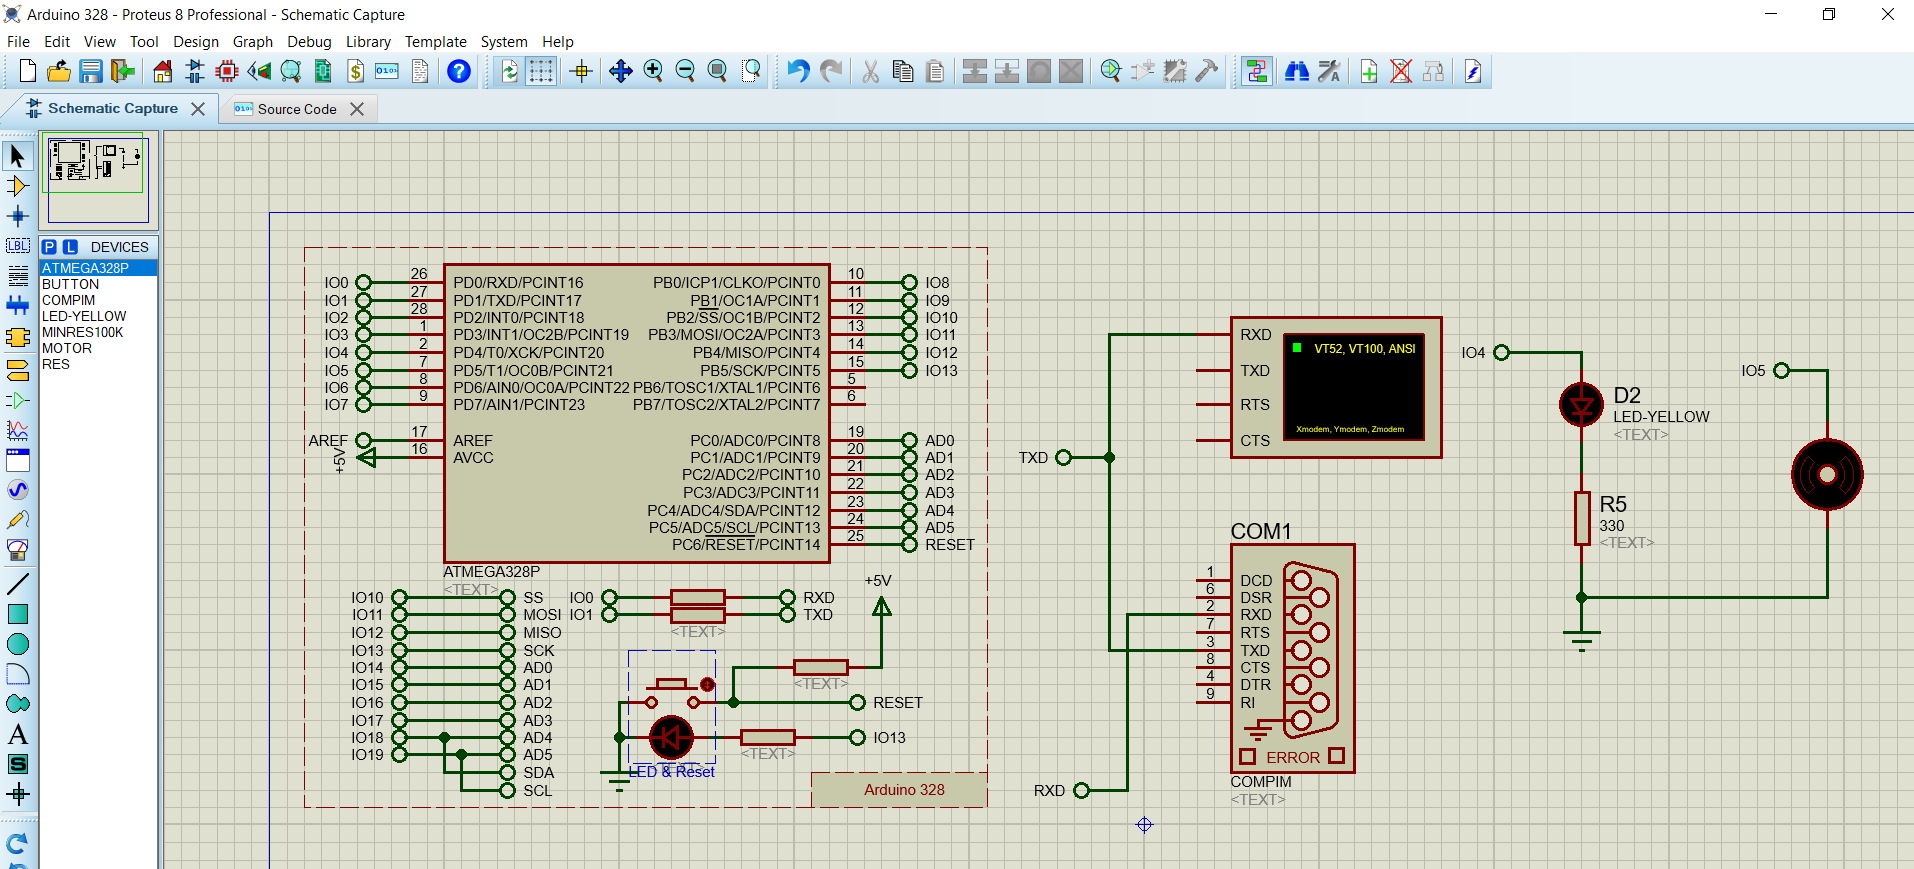 Arduino 328 - Proteus 8 Professional - Schematic Capture
File Edit View Tool Design Graph Debug Library Template System Help
Schematic Capture
Source Code
P L DEVICES
ATMEGA328P
BUTTON
COMPIM
LED-YELLOW
MINRES100K
MOTOR
RES
IO0 26 PD0/RXD/PCINT16 PB0/ICP1/CLKO/PCINT0 10 IO8
IO1 27 PD1/TXD/PCINT17 PB1/OC1A/PCINT1 11 IO9
IO2 28 PD2/INT0/PCINT18 PB2/SS/OC1B/PCINT2 12 IO10
IO3 1 PD3/INT1/OC2B/PCINT19 PB3/MOSI/OC2A/PCINT3 13 IO11
IO4 2 PD4/T0/XCK/PCINT20 PB4/MISO/PCINT4 14 IO12
IO5 7 PD5/T1/OC0B/PCINT21 PB5/SCK/PCINT5 15 IO13
IO6 8 PD6/AIN0/OC0A/PCINT22 PB6/TOSC1/XTAL1/PCINT6 5
IO7 9 PD7/AIN1/PCINT23 PB7/TOSC2/XTAL2/PCINT7 6
AREF 17 AREF PC0/ADC0/PCINT8 19 AD0
+5V 16 AVCC PC1/ADC1/PCINT9 20 AD1
PC2/ADC2/PCINT10 21 AD2
PC3/ADC3/PCINT11 22 AD3
PC4/ADC4/SDA/PCINT12 23 AD4
PC5/ADC5/SCL/PCINT13 24 AD5
PC6/RESET/PCINT14 25 RESET
ATMEGA328P
<TEXT>
IO10 SS
IO11 MOSI
IO12 MISO
IO13 SCK
IO14 AD0
IO15 AD1
IO16 AD2
IO17 AD3
IO18 AD4
IO19 AD5
SDA
SCL
IO0 RXD
IO1 TXD
<TEXT>
+5V
<TEXT>
RESET
IO13
<TEXT>
LED & Reset
Arduino 328
TXD
RXD
RXD
TXD
RTS
CTS
VT52, VT100, ANSI
Xmodem, Ymodem, Zmodem
COM1
1 DCD
6 DSR
2 RXD
7 RTS
3 TXD
8 CTS
4 DTR
9 RI
ERROR
COMPIM
<TEXT>
IO4
D2
LED-YELLOW
<TEXT>
R5
330
<TEXT>
IO5